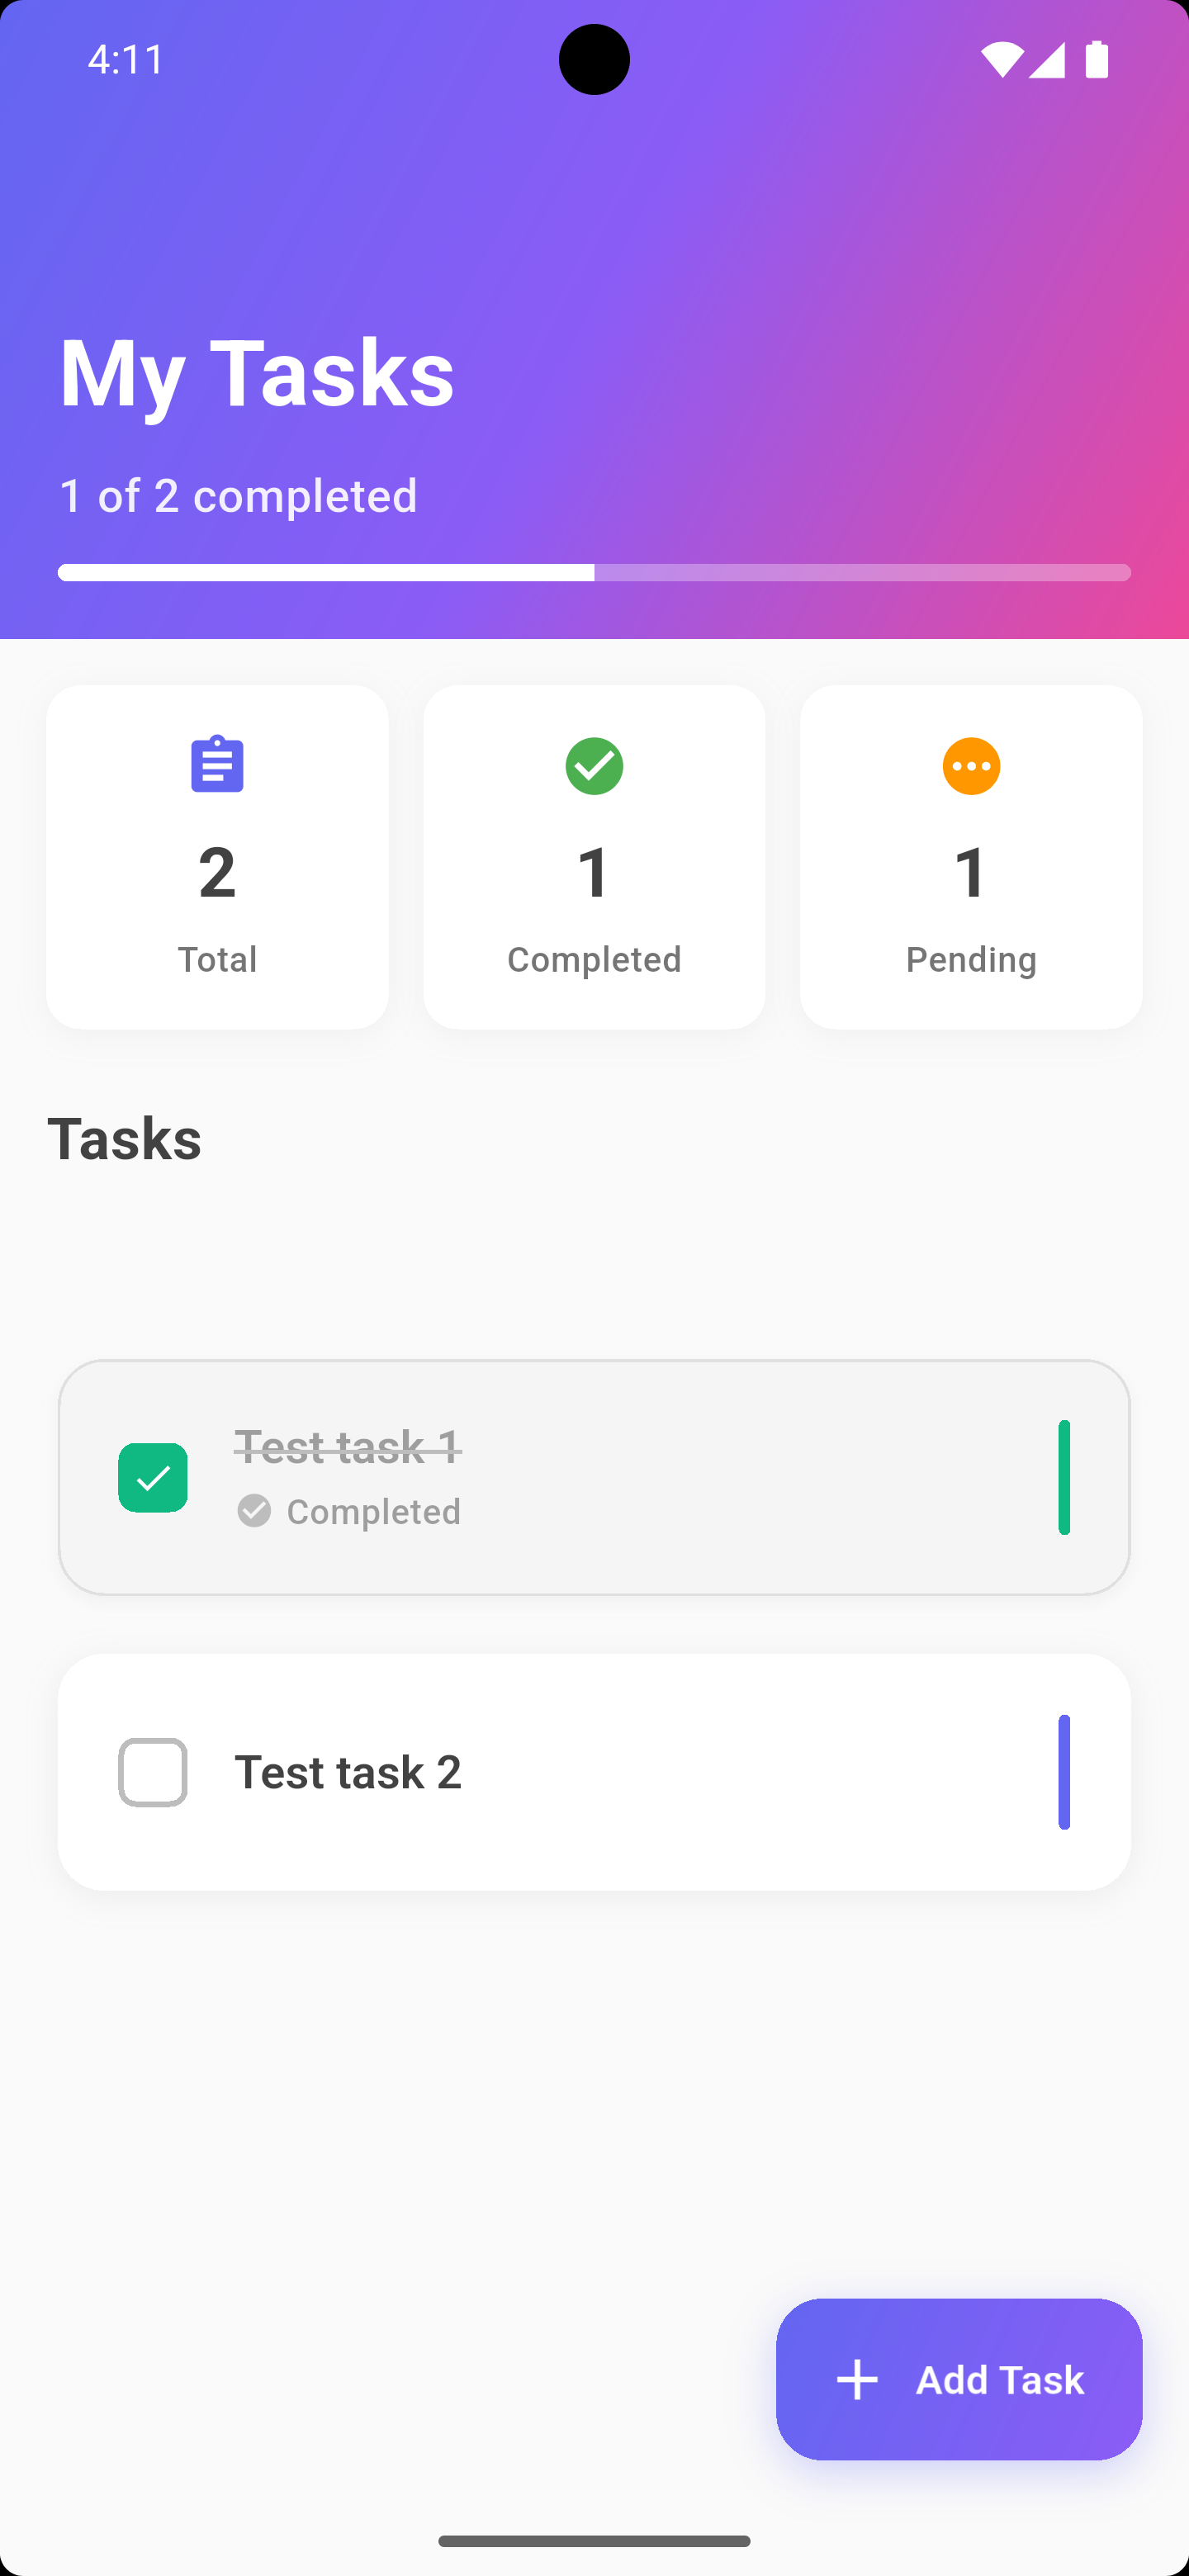 4:11
My Tasks
1 of 2 completed
2
Total
1
Completed
1
Pending
Tasks
Test task 1
Completed
Test task 2
Add Task